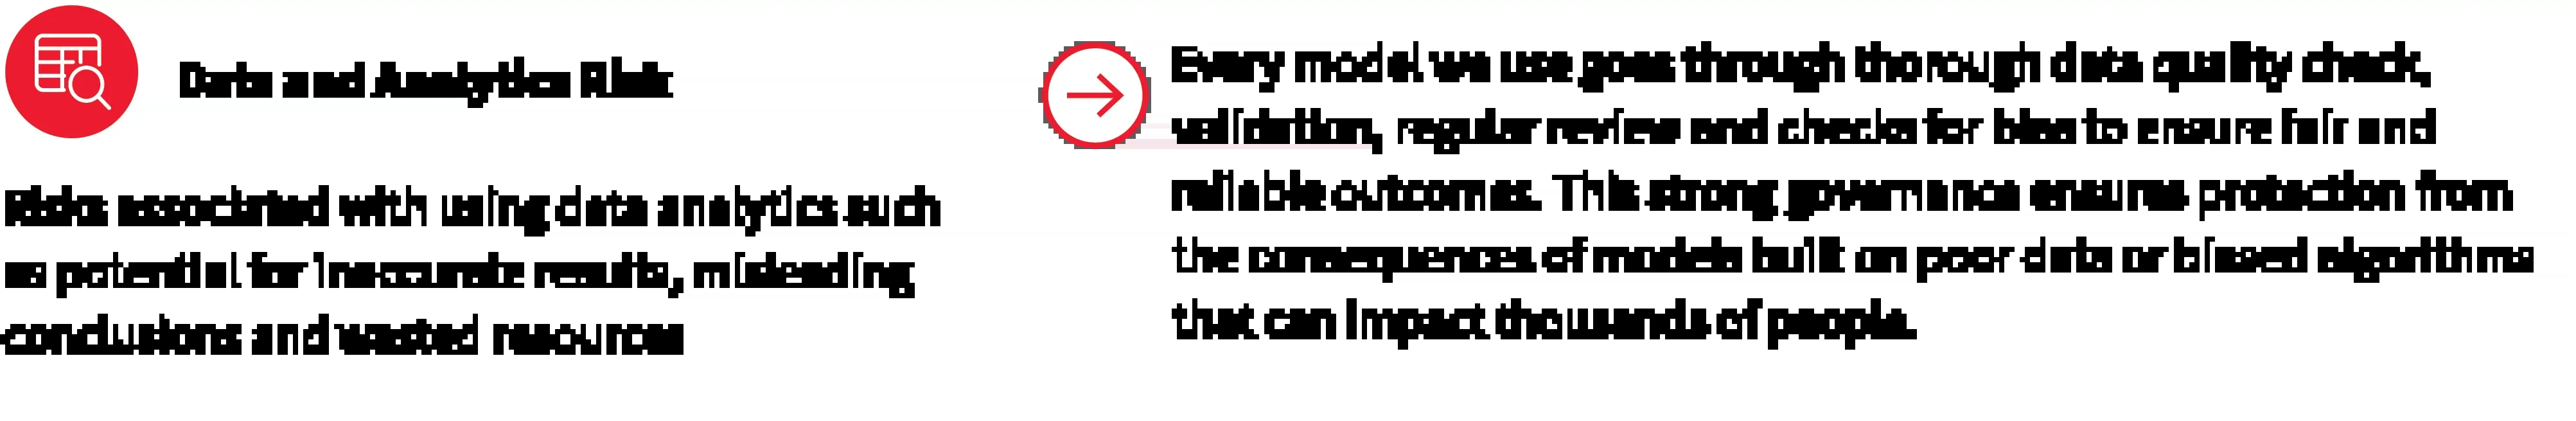 Data and Analytics Risk
Risks associated with using data analytics such
as potential for inaccurate results, misleading
conclusions and wasted resources
Every model we use goes through thorough data quality check,
validation, regular review and checks for bias to ensure fair and
reliable outcomes. This strong governance ensures protection from
the consequences of models built on poor data or biased algorithms
that can impact thousands of people.